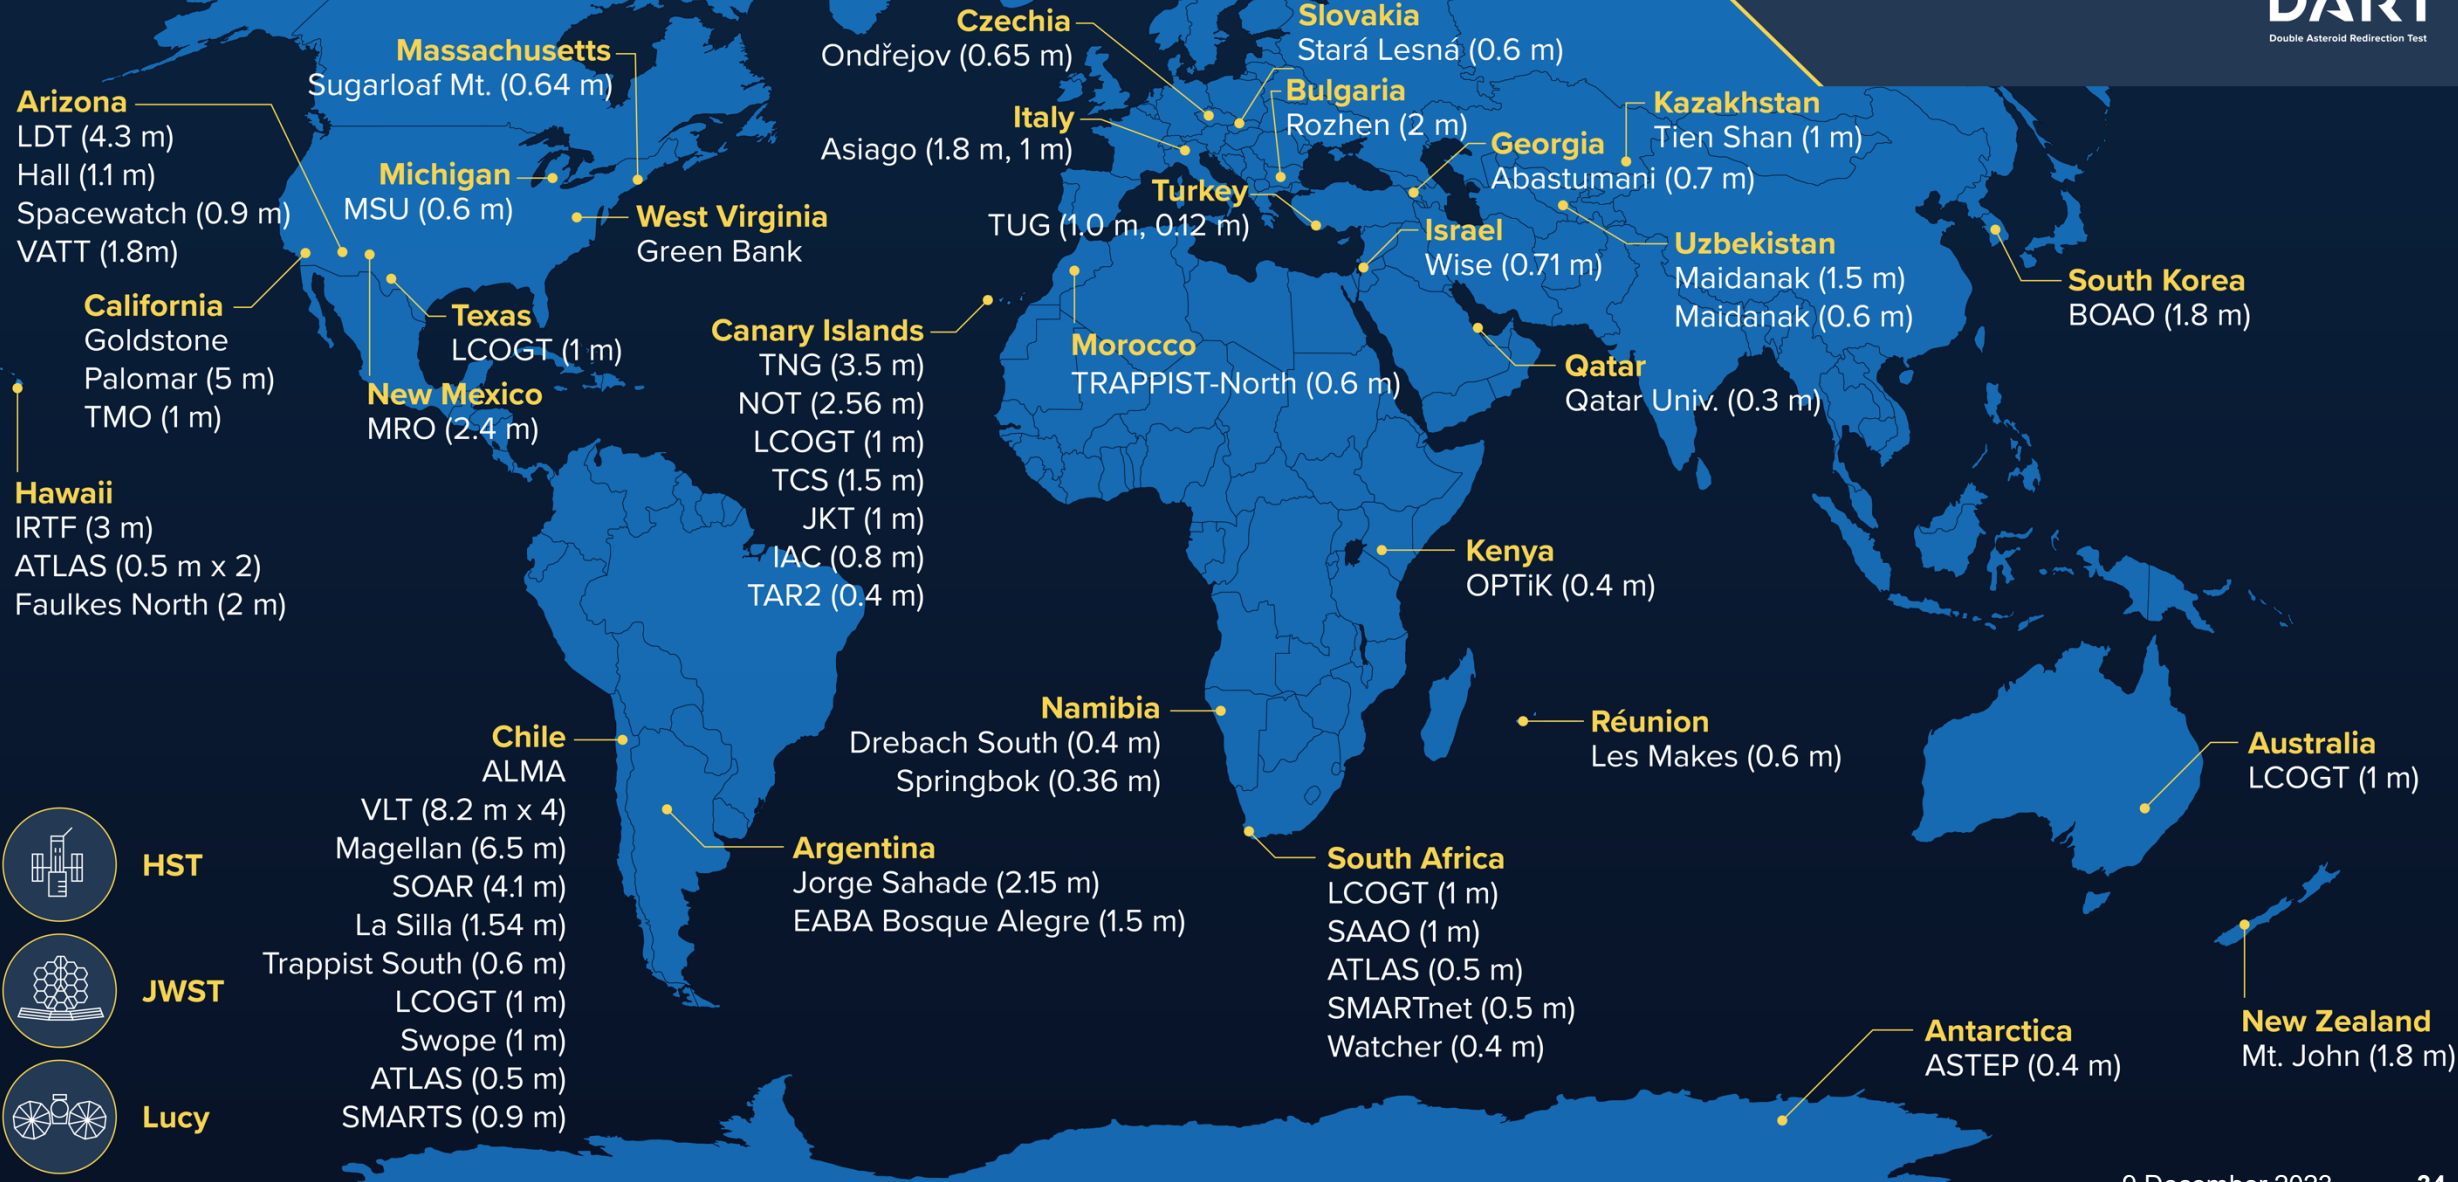 DART
Double Asteroid Redirection Test
Czechia
Ondřejov (0.65 m)
Slovakia
Stará Lesná (0.6 m)
Massachusetts
Sugarloaf Mt. (0.64 m)
Arizona
LDT (4.3 m)
Hall (1.1 m)
Spacewatch (0.9 m)
VATT (1.8m)
Italy
Asiago (1.8 m, 1 m)
Bulgaria
Rozhen (2 m)
Kazakhstan
Tien Shan (1 m)
Georgia
Abastumani (0.7 m)
Michigan
MSU (0.6 m)
West Virginia
Green Bank
Turkey
TUG (1.0 m, 0.12 m)
Israel
Wise (0.71 m)
Uzbekistan
Maidanak (1.5 m)
Maidanak (0.6 m)
South Korea
BOAO (1.8 m)
California
Goldstone
Palomar (5 m)
TMO (1 m)
Texas
LCOGT (1 m)
New Mexico
MRO (2.4 m)
Canary Islands
TNG (3.5 m)
NOT (2.56 m)
LCOGT (1 m)
TCS (1.5 m)
JKT (1 m)
IAC (0.8 m)
TAR2 (0.4 m)
Morocco
TRAPPIST-North (0.6 m)
Qatar
Qatar Univ. (0.3 m)
Hawaii
IRTF (3 m)
ATLAS (0.5 m x 2)
Faulkes North (2 m)
Kenya
OPTiK (0.4 m)
Namibia
Drebach South (0.4 m)
Springbok (0.36 m)
Réunion
Les Makes (0.6 m)
Australia
LCOGT (1 m)
Chile
ALMA
VLT (8.2 m x 4)
Magellan (6.5 m)
SOAR (4.1 m)
La Silla (1.54 m)
Trappist South (0.6 m)
LCOGT (1 m)
Swope (1 m)
ATLAS (0.5 m)
SMARTS (0.9 m)
Argentina
Jorge Sahade (2.15 m)
EABA Bosque Alegre (1.5 m)
South Africa
LCOGT (1 m)
SAAO (1 m)
ATLAS (0.5 m)
SMARTnet (0.5 m)
Watcher (0.4 m)
HST
JWST
Lucy
Antarctica
ASTEP (0.4 m)
New Zealand
Mt. John (1.8 m)